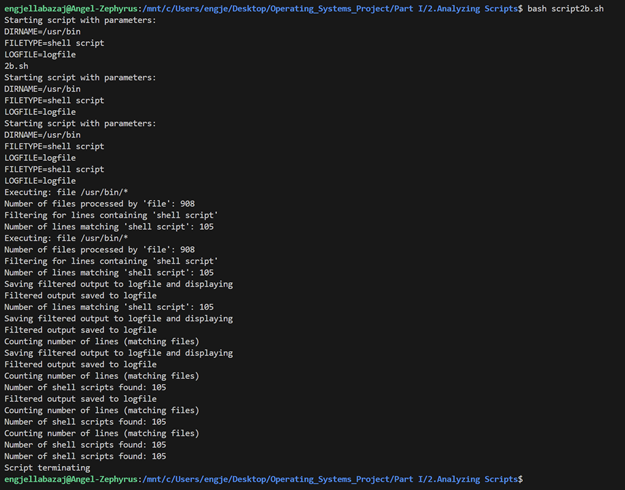 engjellabazaj@Angel-Zephyrus:/mnt/c/Users/engje/Desktop/Operating_Systems_Project/Part I/2.Analyzing Scripts$ bash script2b.sh
Starting script with parameters:
DIRNAME=/usr/bin
FILETYPE=shell script
LOGFILE=logfile
2b.sh
Starting script with parameters:
DIRNAME=/usr/bin
FILETYPE=shell script
LOGFILE=logfile
Starting script with parameters:
DIRNAME=/usr/bin
FILETYPE=shell script
LOGFILE=logfile
FILETYPE=shell script
LOGFILE=logfile
Executing: file /usr/bin/*
Number of files processed by 'file': 908
Filtering for lines containing 'shell script'
Number of lines matching 'shell script': 105
Executing: file /usr/bin/*
Number of files processed by 'file': 908
Filtering for lines containing 'shell script'
Number of lines matching 'shell script': 105
Saving filtered output to logfile and displaying
Filtered output saved to logfile
Number of lines matching 'shell script': 105
Saving filtered output to logfile and displaying
Filtered output saved to logfile
Counting number of lines (matching files)
Saving filtered output to logfile and displaying
Filtered output saved to logfile
Counting number of lines (matching files)
Number of shell scripts found: 105
Filtered output saved to logfile
Counting number of lines (matching files)
Number of shell scripts found: 105
Counting number of lines (matching files)
Number of shell scripts found: 105
Number of shell scripts found: 105
Script terminating
engjellabazaj@Angel-Zephyrus:/mnt/c/Users/engje/Desktop/Operating_Systems_Project/Part I/2.Analyzing Scripts$